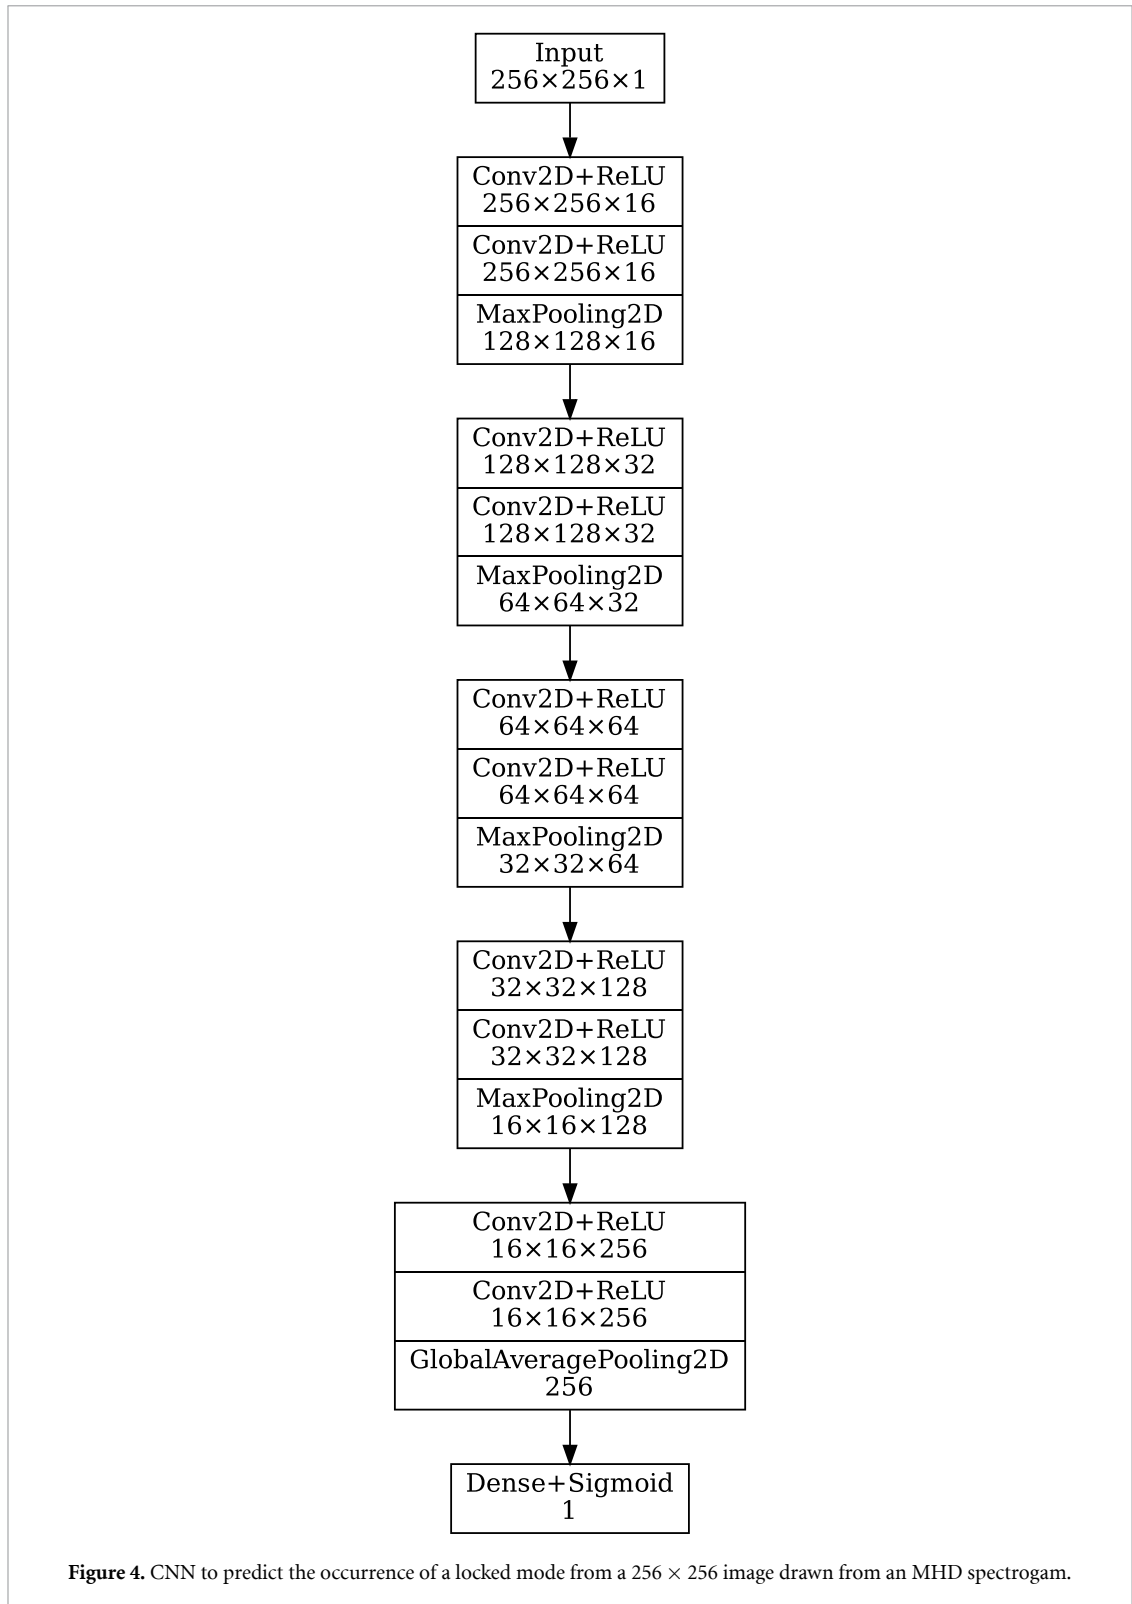 Input
256×256×1
Conv2D+ReLU
256×256×16
Conv2D+ReLU
256×256×16
MaxPooling2D
128×128×16
Conv2D+ReLU
128×128×32
Conv2D+ReLU
128×128×32
MaxPooling2D
64×64×32
Conv2D+ReLU
64×64×64
Conv2D+ReLU
64×64×64
MaxPooling2D
32×32×64
Conv2D+ReLU
32×32×128
Conv2D+ReLU
32×32×128
MaxPooling2D
16×16×128
Conv2D+ReLU
16×16×256
Conv2D+ReLU
16×16×256
GlobalAveragePooling2D
256
Dense+Sigmoid
1
Figure 4. CNN to predict the occurrence of a locked mode from a 256 × 256 image drawn from an MHD spectrogam.